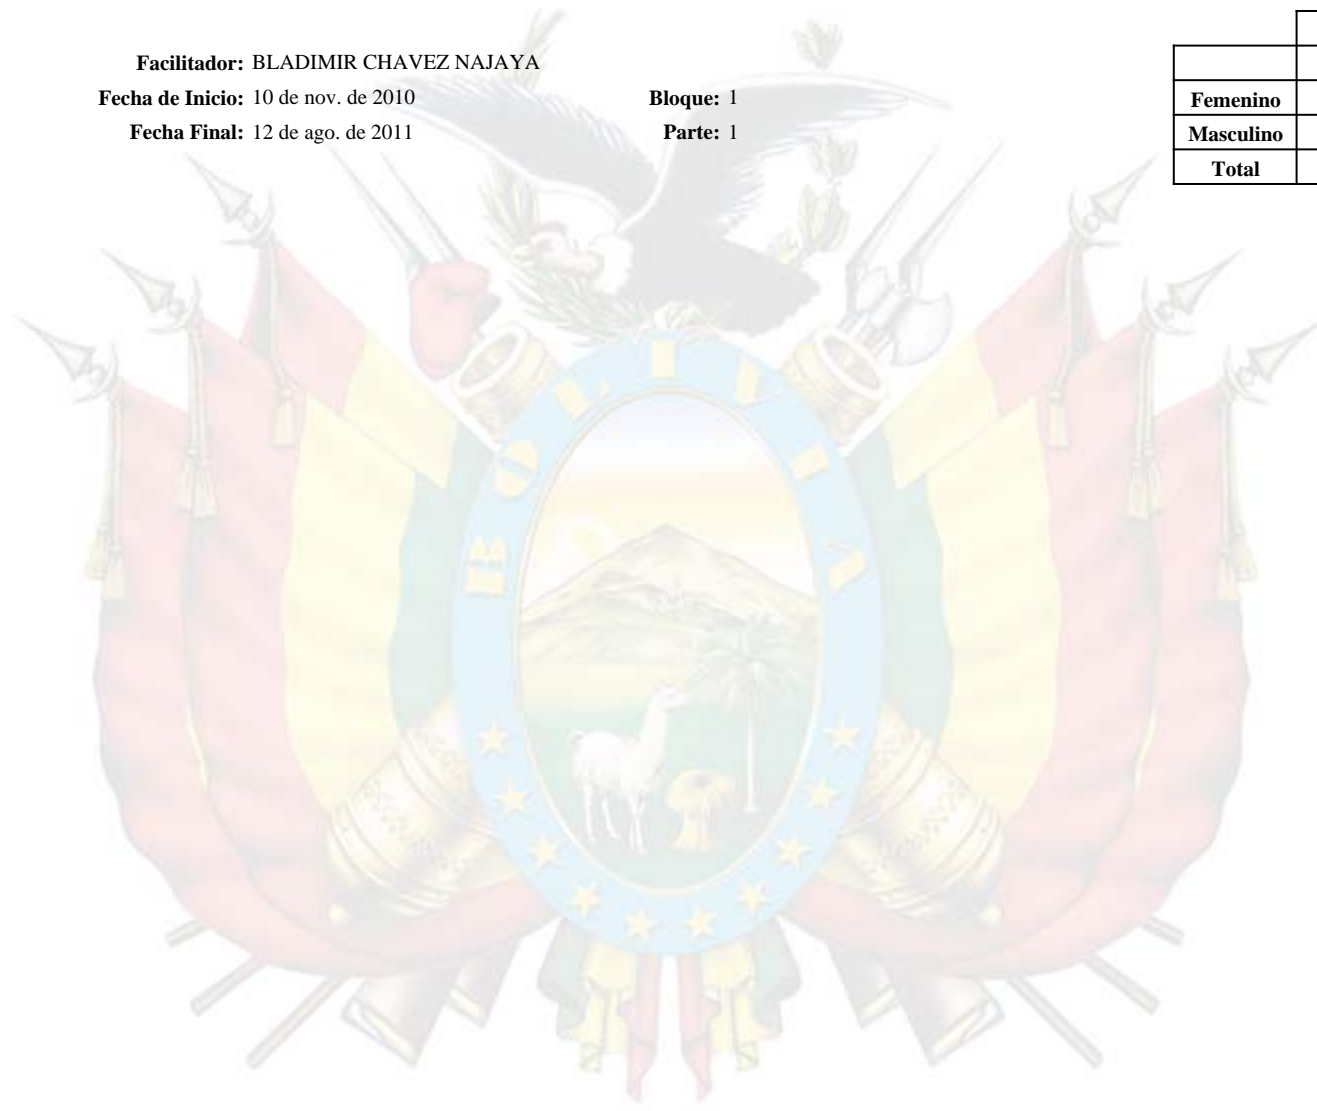 Facilitador: BLADIMIR CHAVEZ NAJAYA
Fecha de Inicio: 10 de nov. de 2010 Bloque: 1
Fecha Final: 12 de ago. de 2011 Parte: 1
Femenino
Masculino
Total
BOLIVIA